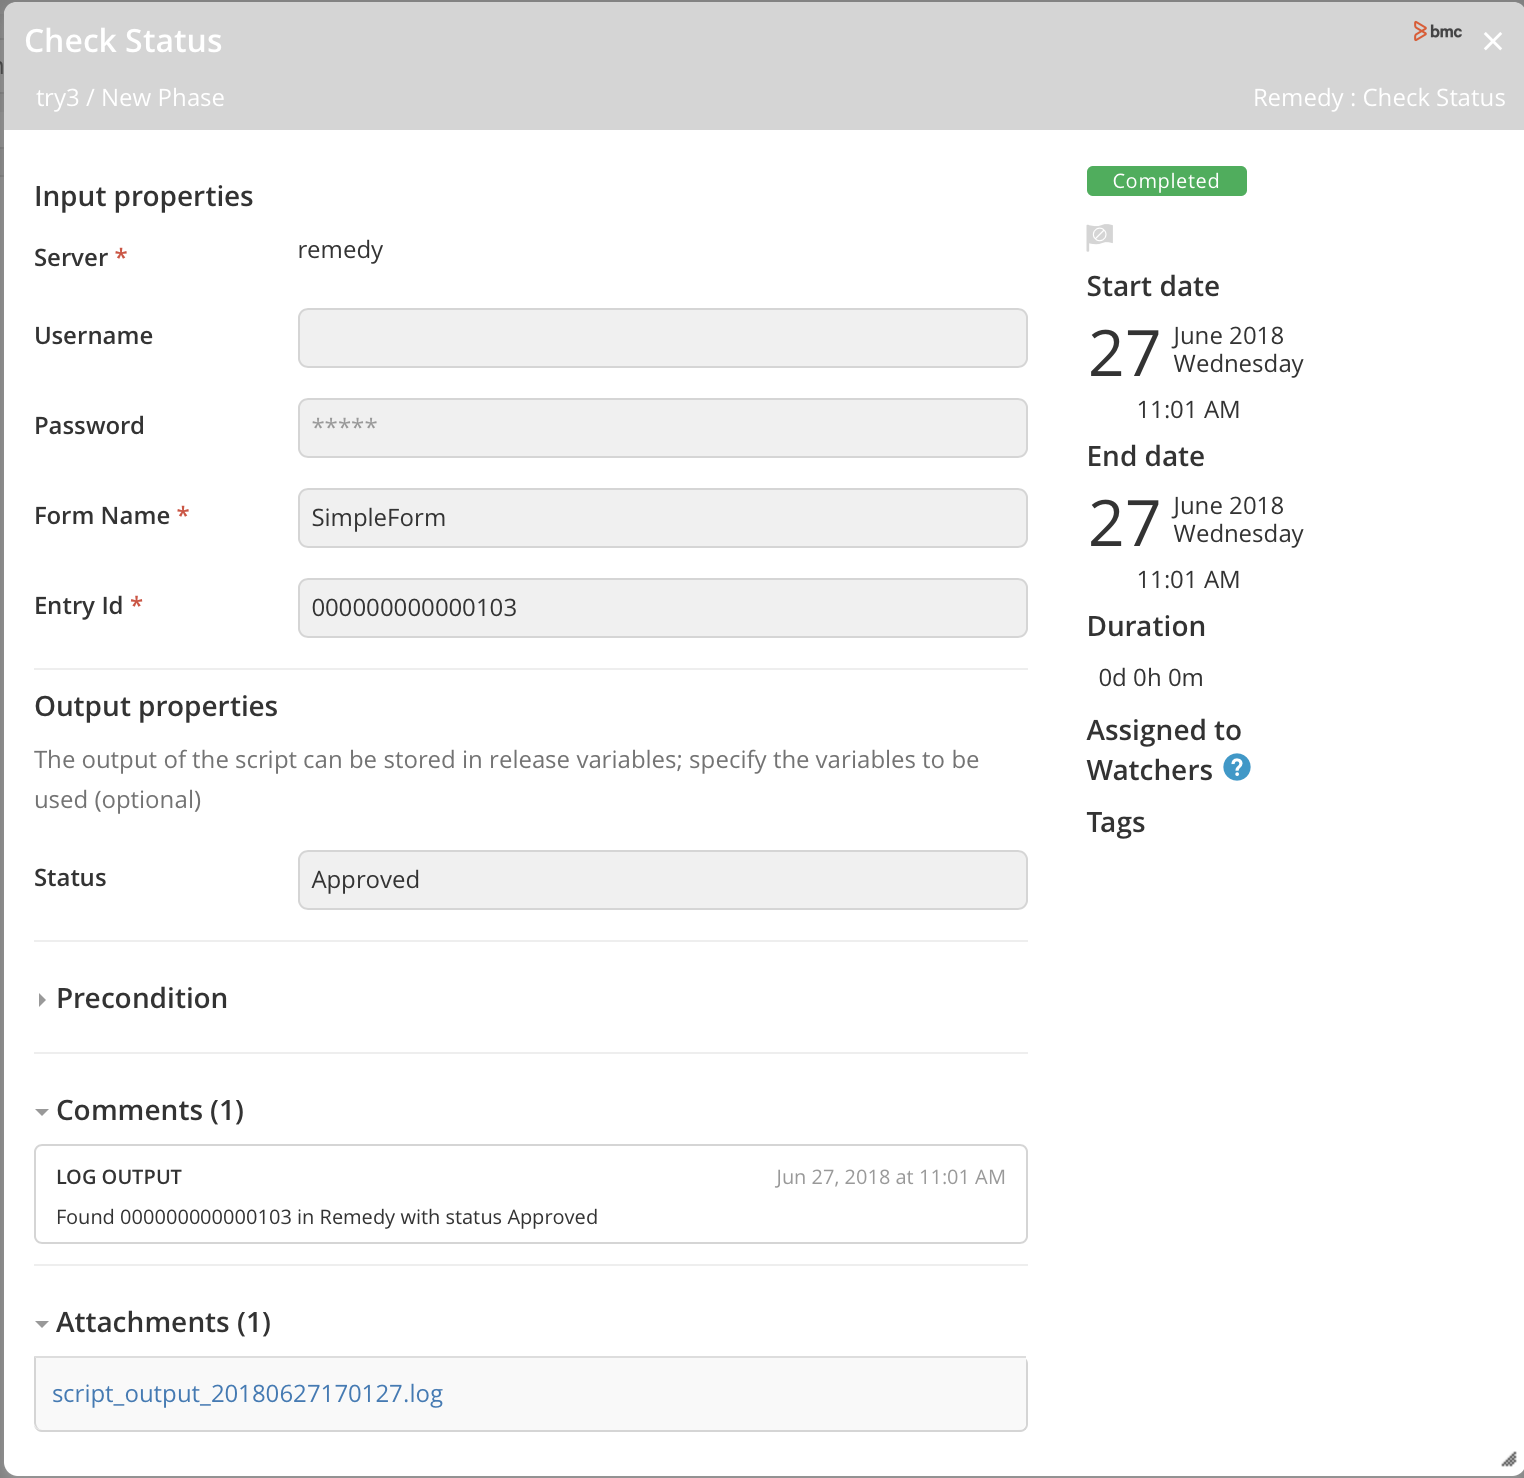 Check Status
bmc
try3 / New Phase
Remedy : Check Status
Input properties
Server *
remedy
Username
Password
*****
Form Name *
SimpleForm
Entry Id *
000000000000103
Output properties
The output of the script can be stored in release variables; specify the variables to be
used (optional)
Status
Approved
Precondition
Comments (1)
LOG OUTPUT
Jun 27, 2018 at 11:01 AM
Found 000000000000103 in Remedy with status Approved
Attachments (1)
script_output_20180627170127.log
Completed
Start date
27
June 2018
Wednesday
11:01 AM
End date
27
June 2018
Wednesday
11:01 AM
Duration
0d 0h 0m
Assigned to
Watchers ?
Tags